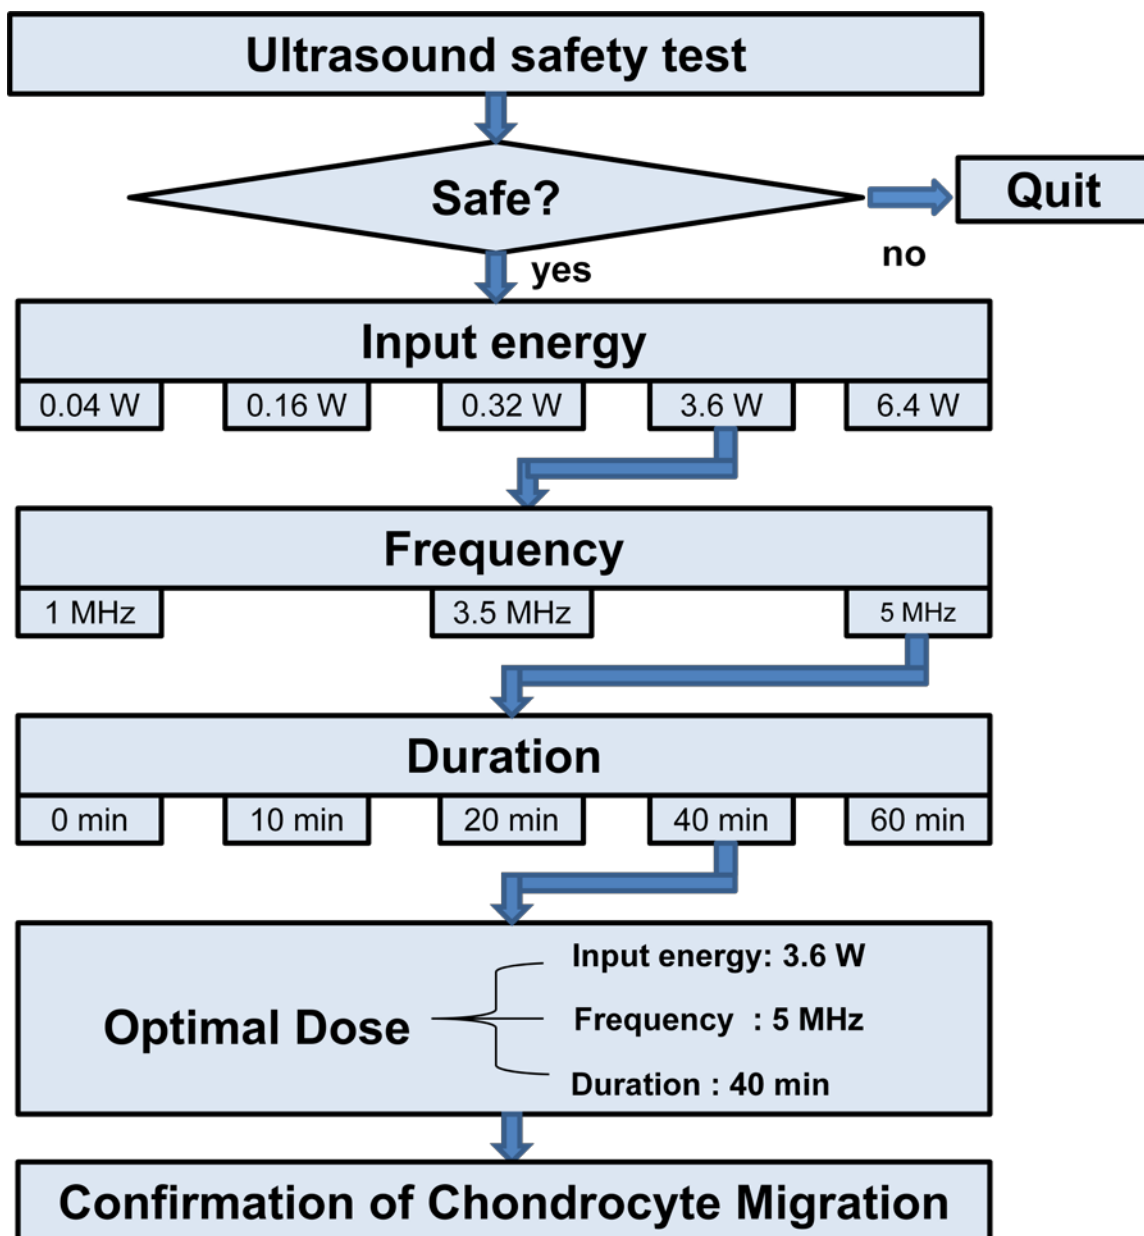 Ultrasound safety test
Safe?
Quit
yes
no
Input energy
0.04 W
0.16 W
0.32 W
3.6 W
6.4 W
Frequency
1 MHz
3.5 MHz
5 MHz
Duration
0 min
10 min
20 min
40 min
60 min
Optimal Dose
Input energy: 3.6 W
Frequency : 5 MHz
Duration : 40 min
Confirmation of Chondrocyte Migration